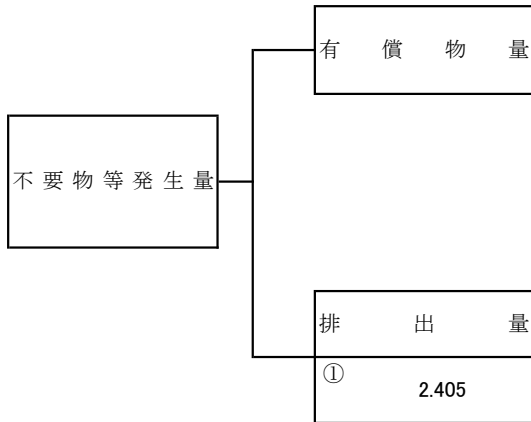 有償物量
不要物等発生量
排出量
①
2.405